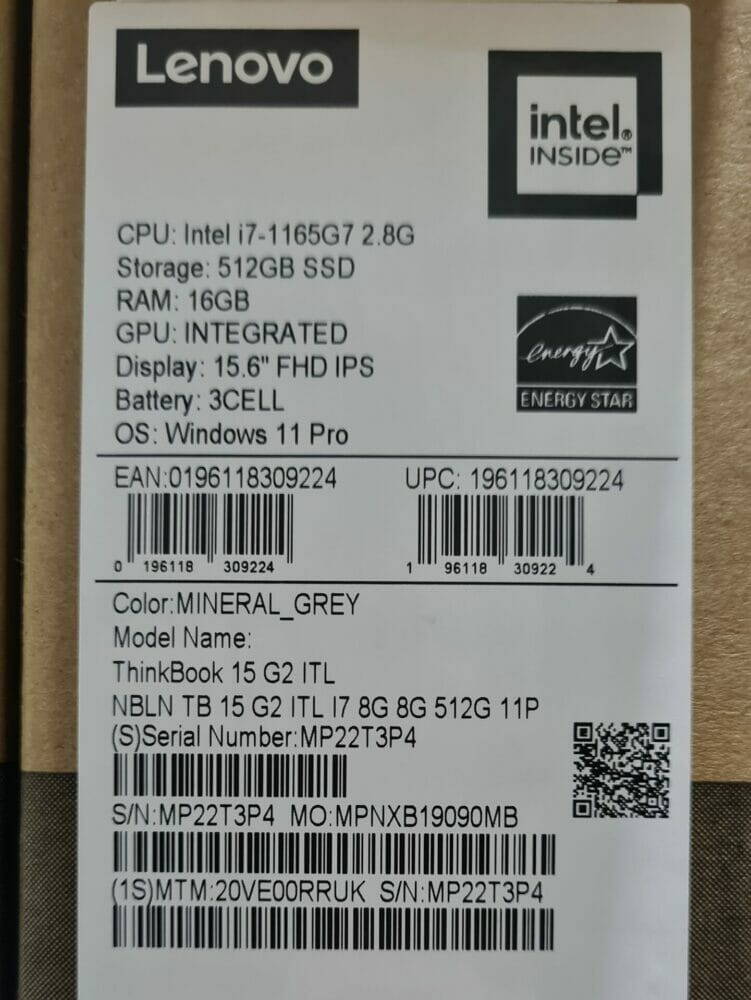 Lenovo
intel®
INSIDe™
CPU: Intel i7-1165G7 2.8G
Storage: 512GB SSD
RAM: 16GB
GPU: INTEGRATED
Display: 15.6" FHD IPS
Battery: 3CELL
OS: Windows 11 Pro
energy
ENERGY STAR
EAN:0196118309224 UPC: 196118309224
0 196118 309224 1 96118 30922 4
Color:MINERAL_GREY
Model Name:
ThinkBook 15 G2 ITL
NBLN TB 15 G2 ITL I7 8G 8G 512G 11P
(S)Serial Number:MP22T3P4
S/N:MP22T3P4 MO:MPNXB19090MB
(1S)MTM:20VE00RRUK S/N:MP22T3P4